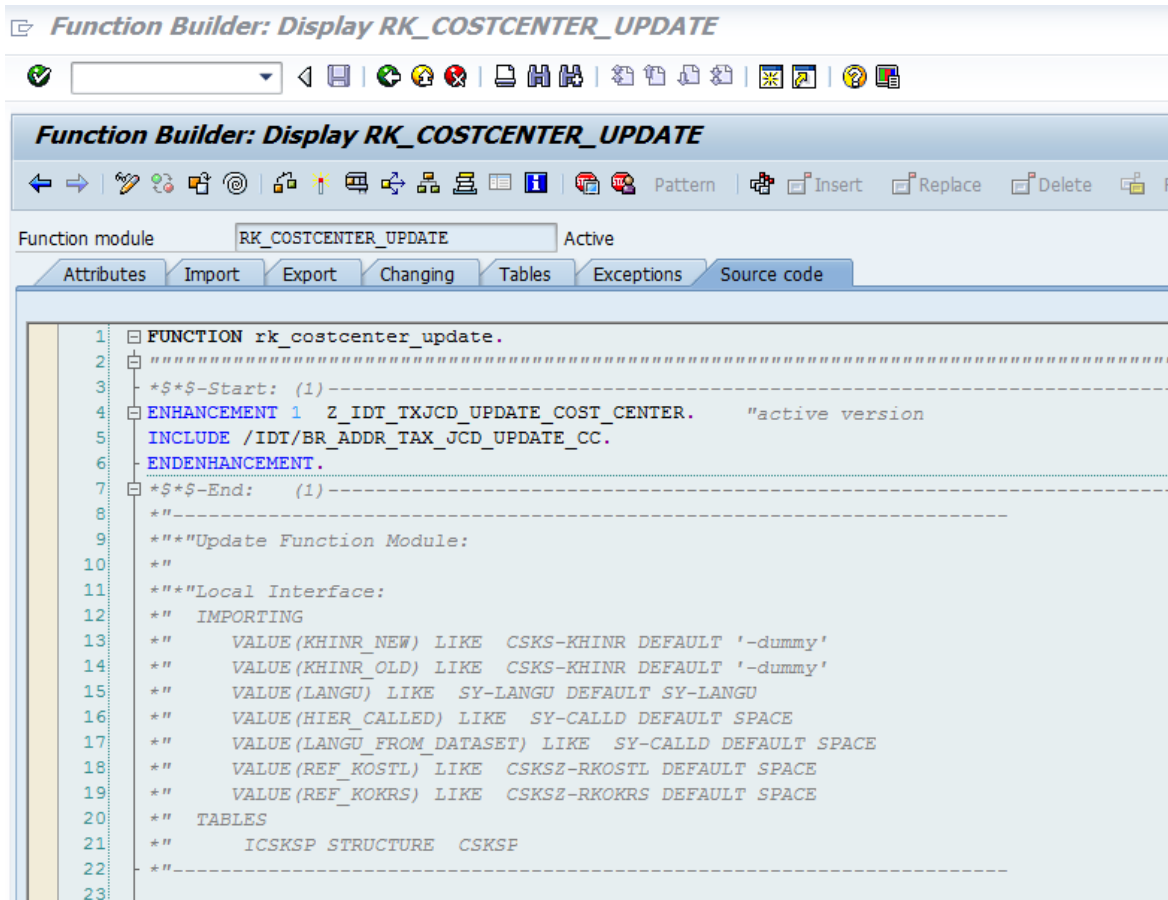 Function Builder: Display RK_COSTCENTER_UPDATE
Function Builder: Display RK_COSTCENTER_UPDATE
Pattern Insert Replace Delete
Function module RK_COSTCENTER_UPDATE Active
Attributes Import Export Changing Tables Exceptions Source code
1 FUNCTION rk_costcenter_update.
2 """"""""""""""""""""""""""""""""""""""""""""""""""""""""""""""""""""""""""""""""""""""
3 *$*$-Start: (1)----------------------------------------------------------------------
4 ENHANCEMENT 1  Z_IDT_TXJCD_UPDATE_COST_CENTER.    "active version
5 INCLUDE /IDT/BR_ADDR_TAX_JCD_UPDATE_CC.
6 ENDENHANCEMENT.
7 *$*$-End:   (1)----------------------------------------------------------------------
8 *"----------------------------------------------------------------------
9 *"*"Update Function Module:
10 *"
11 *"*"Local Interface:
12 *"  IMPORTING
13 *"     VALUE(KHINR_NEW) LIKE  CSKS-KHINR DEFAULT '-dummy'
14 *"     VALUE(KHINR_OLD) LIKE  CSKS-KHINR DEFAULT '-dummy'
15 *"     VALUE(LANGU) LIKE  SY-LANGU DEFAULT SY-LANGU
16 *"     VALUE(HIER_CALLED) LIKE  SY-CALLD DEFAULT SPACE
17 *"     VALUE(LANGU_FROM_DATASET) LIKE  SY-CALLD DEFAULT SPACE
18 *"     VALUE(REF_KOSTL) LIKE  CSKSZ-RKOSTL DEFAULT SPACE
19 *"     VALUE(REF_KOKRS) LIKE  CSKSZ-RKOKRS DEFAULT SPACE
20 *"  TABLES
21 *"      ICSKSP STRUCTURE  CSKSP
22 *"----------------------------------------------------------------------
23